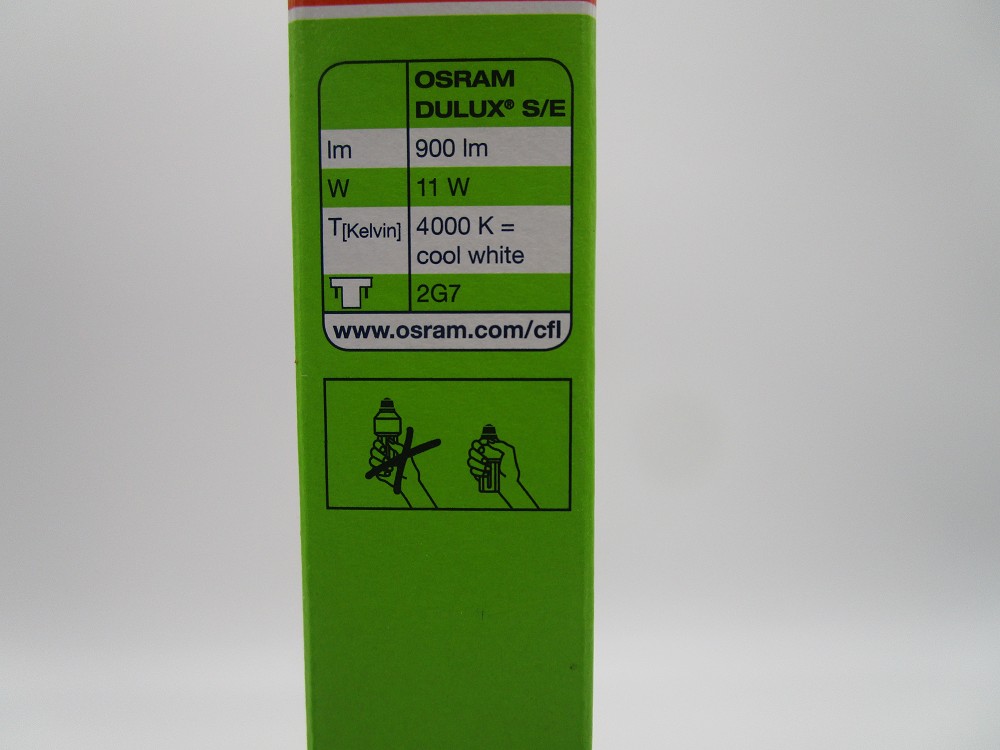 OSRAM
DULUX® S/E
lm 900 lm
W 11 W
T[Kelvin] 4000 K =
cool white
2G7
www.osram.com/cfl